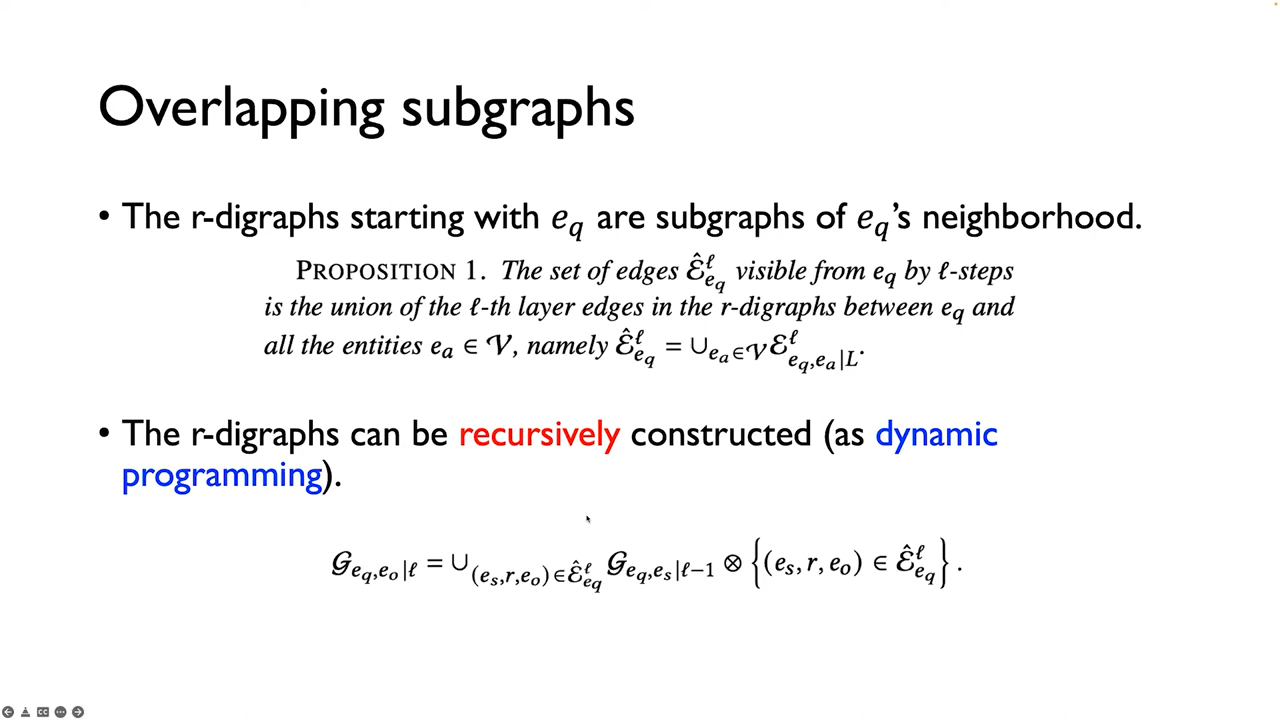 Overlapping subgraphs
• The r-digraphs starting with e_q are subgraphs of e_q's neighborhood.
PROPOSITION 1. The set of edges Ê^ℓ_{e_q} visible from e_q by ℓ-steps
is the union of the ℓ-th layer edges in the r-digraphs between e_q and
all the entities e_a ∈ V, namely Ê^ℓ_{e_q} = ∪_{e_a∈V} E^ℓ_{e_q,e_a|L}.
• The r-digraphs can be recursively constructed (as dynamic
programming).
G_{e_q,e_o|ℓ} = ∪_{(e_s,r,e_o)∈Ê^ℓ_{e_q}} G_{e_q,e_s|ℓ−1} ⊗ {(e_s, r, e_o) ∈ Ê^ℓ_{e_q}}.